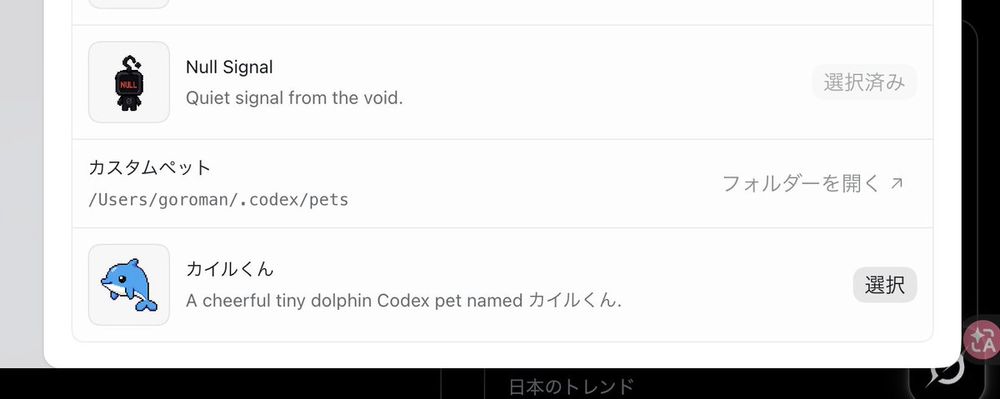 Null Signal
Quiet signal from the void.
選択済み
NULL
カスタムペット
/Users/goroman/.codex/pets
フォルダーを開く ↗
カイルくん
A cheerful tiny dolphin Codex pet named カイルくん.
選択
A
日本のトレンド